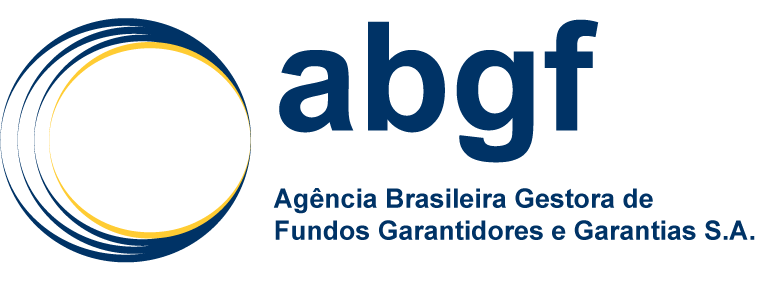 abgf
Agência Brasileira Gestora de
Fundos Garantidores e Garantias S.A.